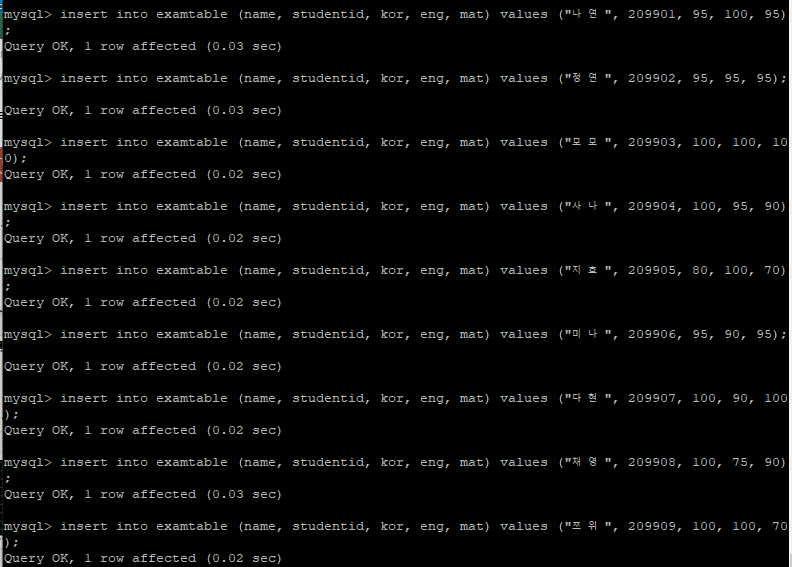 mysql> insert into examtable (name, studentid, kor, eng, mat) values ("나연", 209901, 95, 100, 95)
;
Query OK, 1 row affected (0.03 sec)
mysql> insert into examtable (name, studentid, kor, eng, mat) values ("정연", 209902, 95, 95, 95);
Query OK, 1 row affected (0.03 sec)
mysql> insert into examtable (name, studentid, kor, eng, mat) values ("모모", 209903, 100, 100, 10
0);
Query OK, 1 row affected (0.02 sec)
mysql> insert into examtable (name, studentid, kor, eng, mat) values ("사나", 209904, 100, 95, 90)
;
Query OK, 1 row affected (0.02 sec)
mysql> insert into examtable (name, studentid, kor, eng, mat) values ("지효", 209905, 80, 100, 70)
;
Query OK, 1 row affected (0.02 sec)
mysql> insert into examtable (name, studentid, kor, eng, mat) values ("미나", 209906, 95, 90, 95);
Query OK, 1 row affected (0.02 sec)
mysql> insert into examtable (name, studentid, kor, eng, mat) values ("다현", 209907, 100, 90, 100
);
Query OK, 1 row affected (0.02 sec)
mysql> insert into examtable (name, studentid, kor, eng, mat) values ("채영", 209908, 100, 75, 90)
;
Query OK, 1 row affected (0.03 sec)
mysql> insert into examtable (name, studentid, kor, eng, mat) values ("쯔위", 209909, 100, 100, 70
);
Query OK, 1 row affected (0.02 sec)